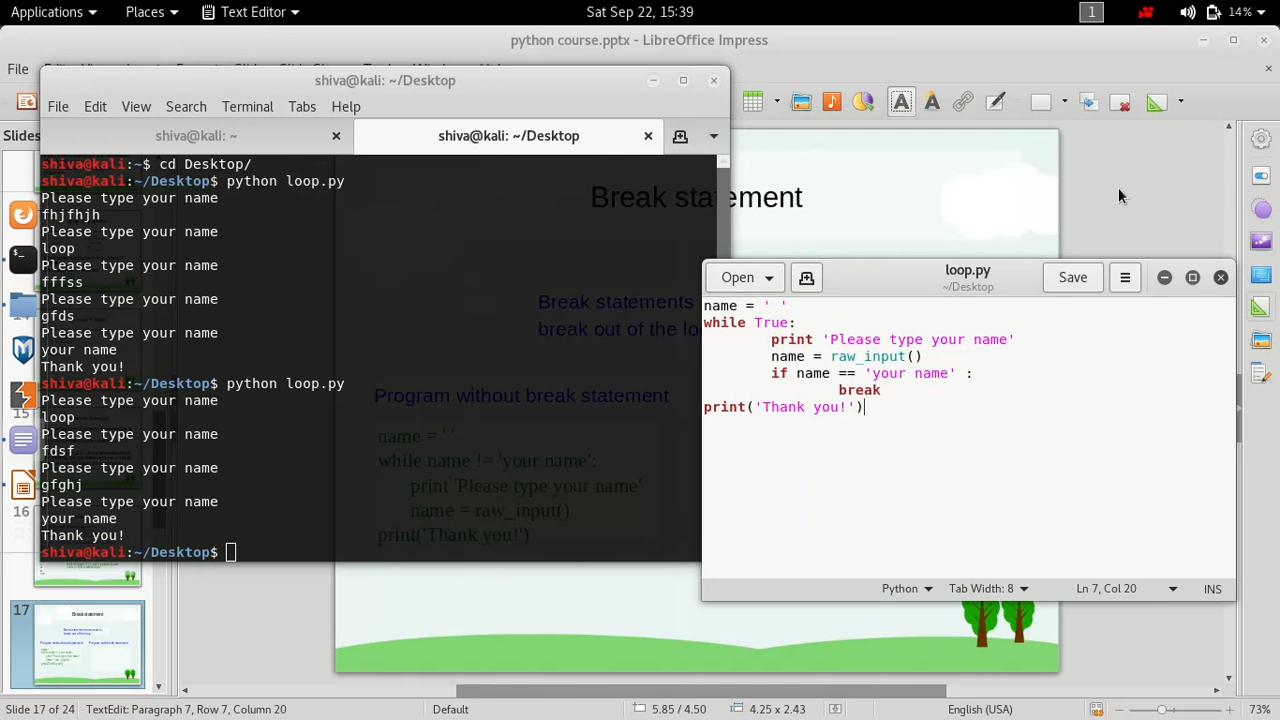 Applications Places Text Editor Sat Sep 22, 15:39 1 14%
python course.pptx - LibreOffice Impress
File
shiva@kali: ~/Desktop
File Edit View Search Terminal Tabs Help
Slides
shiva@kali: ~ shiva@kali: ~/Desktop
shiva@kali:~$ cd Desktop/
shiva@kali:~/Desktop$ python loop.py
Please type your name
fhjfhjh
Please type your name
loop
Please type your name
fffss
Please type your name
gfds
Please type your name
your name
Thank you!
shiva@kali:~/Desktop$ python loop.py
Please type your name
loop
Please type your name
fdsf
Please type your name
gfghj
Please type your name
your name
Thank you!
shiva@kali:~/Desktop$
Break statement
Break statements
break out of the lo
Program without break statement
name = ' '
while name != 'your name':
print 'Please type your name'
name = raw_input()
print('Thank you!')
Open loop.py Save
~/Desktop
name = ' '
while True:
print 'Please type your name'
name = raw_input()
if name == 'your name' :
break
print('Thank you!')
Python Tab Width: 8 Ln 7, Col 20 INS
15
16
17
Break statement
Slide 17 of 24 TextEdit: Paragraph 7, Row 7, Column 20 Default 5.85 / 4.50 4.25 x 2.43 English (USA) 73%